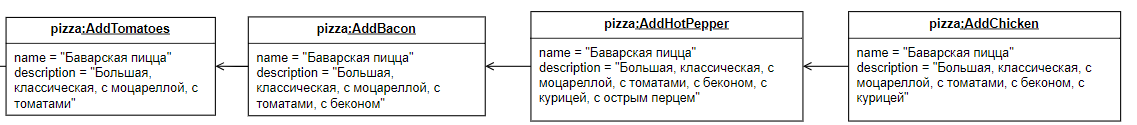 pizza:AddTomatoes
name = "Баварская пицца"
description = "Большая,
классическая, с моцареллой, с
томатами"
pizza:AddBacon
name = "Баварская пицца"
description = "Большая,
классическая, с моцареллой, с
томатами, с беконом"
pizza:AddHotPepper
name = "Баварская пицца"
description = "Большая, классическая, с
моцареллой, с томатами, с беконом, с
курицей, с острым перцем"
pizza:AddChicken
name = "Баварская пицца"
description = "Большая, классическая, с
моцареллой, с томатами, с беконом, с
курицей"